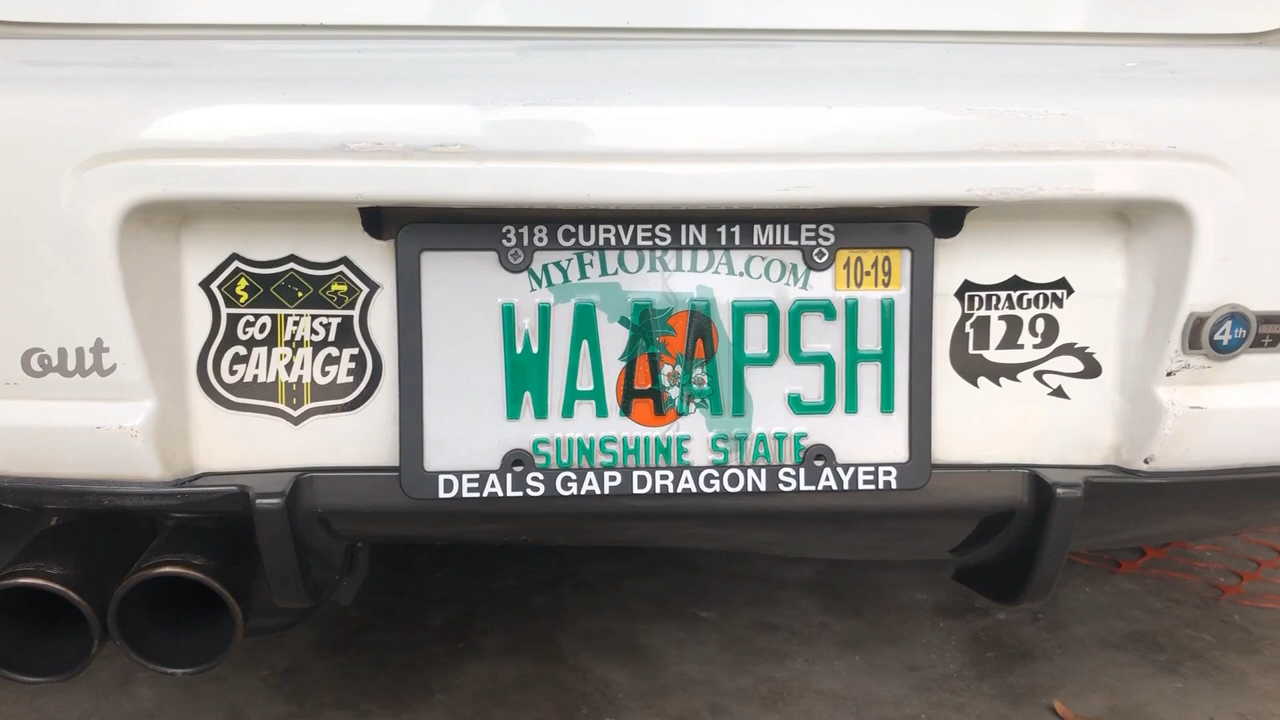 318 CURVES IN 11 MILES
MYFLORIDA.COM
10-19
WAAAPSH
SUNSHINE STATE
DEALS GAP DRAGON SLAYER
GO FAST
GARAGE
DRAGON
129
out
4th